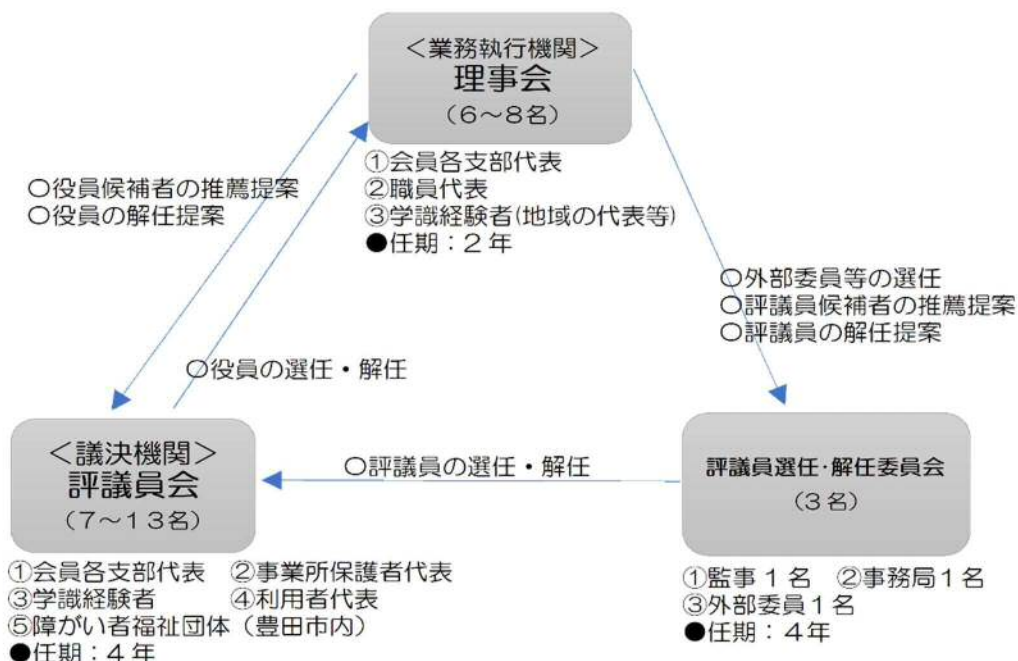 ＜業務執行機関＞
理事会
（６～８名）
①会員各支部代表
②職員代表
③学識経験者(地域の代表等)
●任期：２年
〇役員候補者の推薦提案
〇役員の解任提案
〇外部委員等の選任
〇評議員候補者の推薦提案
〇評議員の解任提案
〇役員の選任・解任
＜議決機関＞
評議員会
（７～１３名）
〇評議員の選任・解任
評議員選任・解任委員会
（３名）
①会員各支部代表　②事業所保護者代表
③学識経験者　④利用者代表
⑤障がい者福祉団体（豊田市内）
●任期：４年
①監事１名　②事務局１名
③外部委員１名
●任期：４年